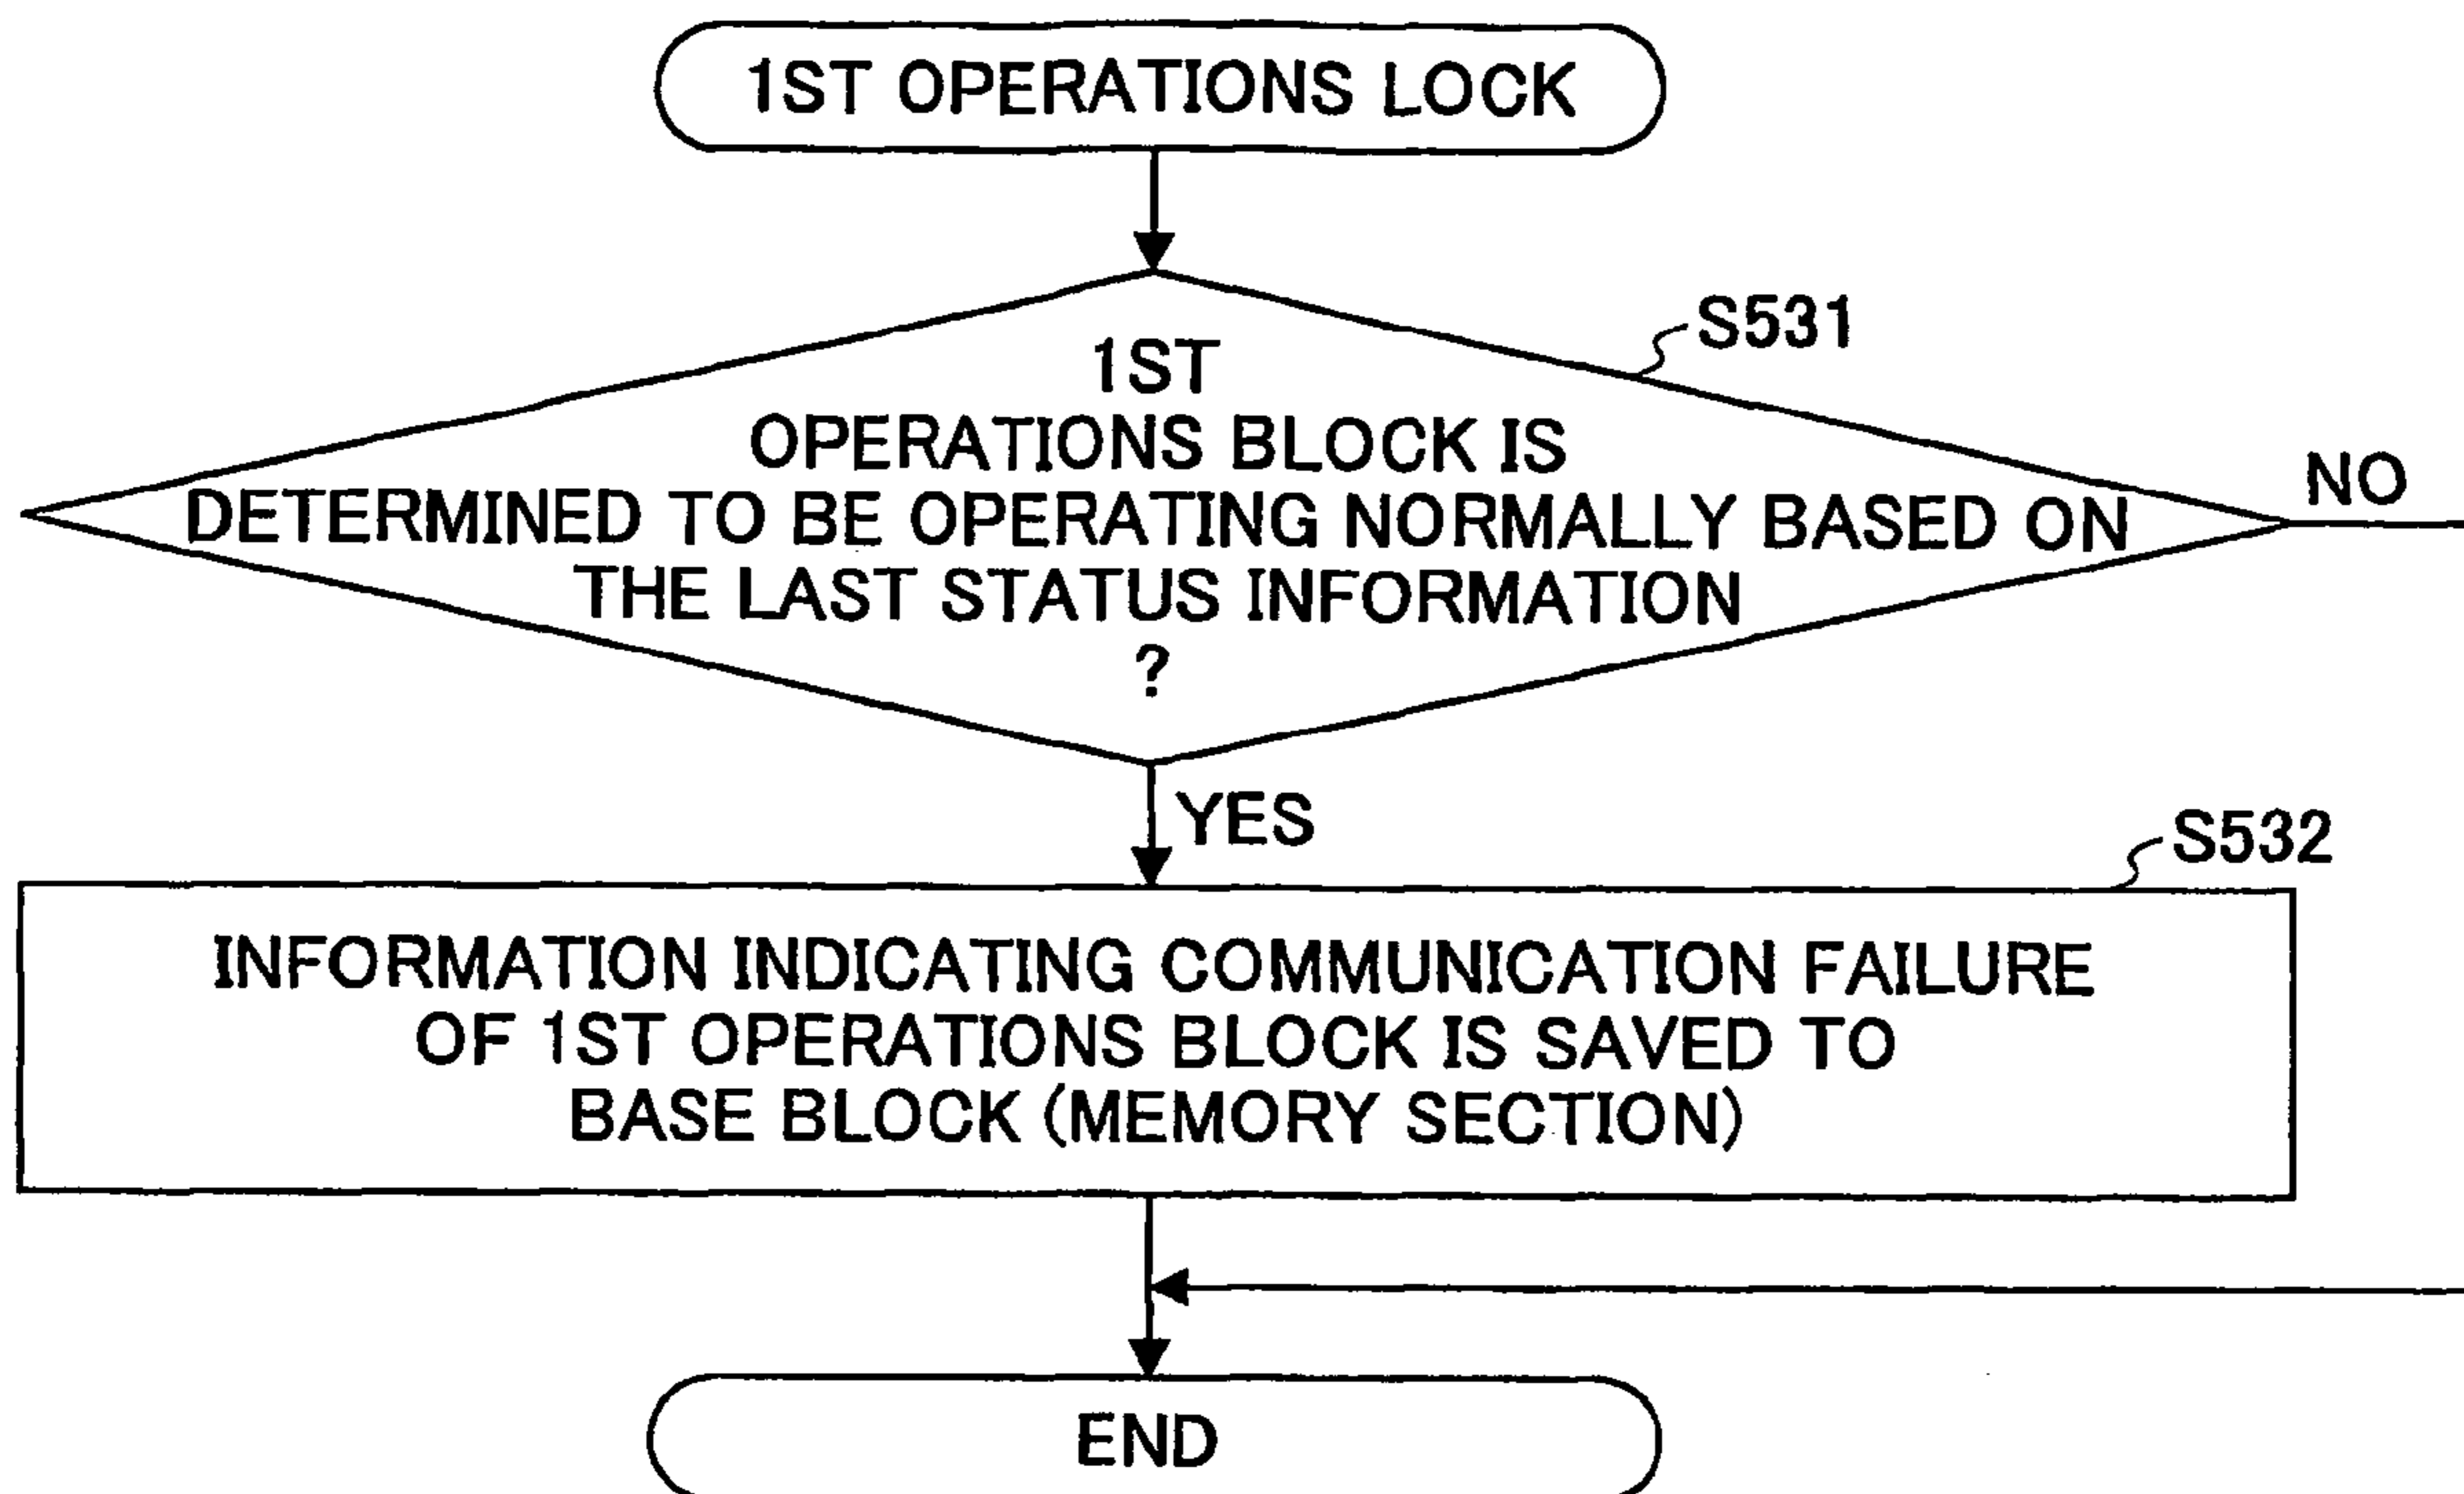 1ST OPERATIONS LOCK
S531
1ST
OPERATIONS BLOCK IS
DETERMINED TO BE OPERATING NORMALLY BASED ON
THE LAST STATUS INFORMATION
?
NO
YES
S532
INFORMATION INDICATING COMMUNICATION FAILURE
OF 1ST OPERATIONS BLOCK IS SAVED TO
BASE BLOCK (MEMORY SECTION)
END